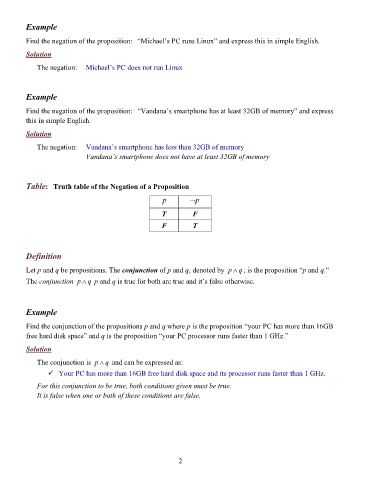 Example
Find the negation of the proposition: “Michael’s PC runs Linux” and express this in simple English.
Solution
The negation: Michael’s PC does not run Linux
Example
Find the negation of the proposition: “Vandana’s smartphone has at least 32GB of memory” and express
this in simple English.
Solution
The negation: Vandana’s smartphone has less than 32GB of memory
Vandana’s smartphone does not have at least 32GB of memory
Table: Truth table of the Negation of a Proposition
p ¬p
T F
F T
Definition
Let p and q be propositions. The conjunction of p and q, denoted by p ∧ q , is the proposition “p and q.“
The conjunction p ∧ q p and q is true for both are true and it’s false otherwise.
Example
Find the conjunction of the propositions p and q where p is the proposition “your PC has more than 16GB
free hard disk space” and q is the proposition “your PC processor runs faster than 1 GHz.”
Solution
The conjunction is p ∧ q and can be expressed as:
✓ Your PC has more than 16GB free hard disk space and its processor runs faster than 1 GHz.
For this conjunction to be true, both conditions given must be true.
It is false when one or both of these conditions are false.
2